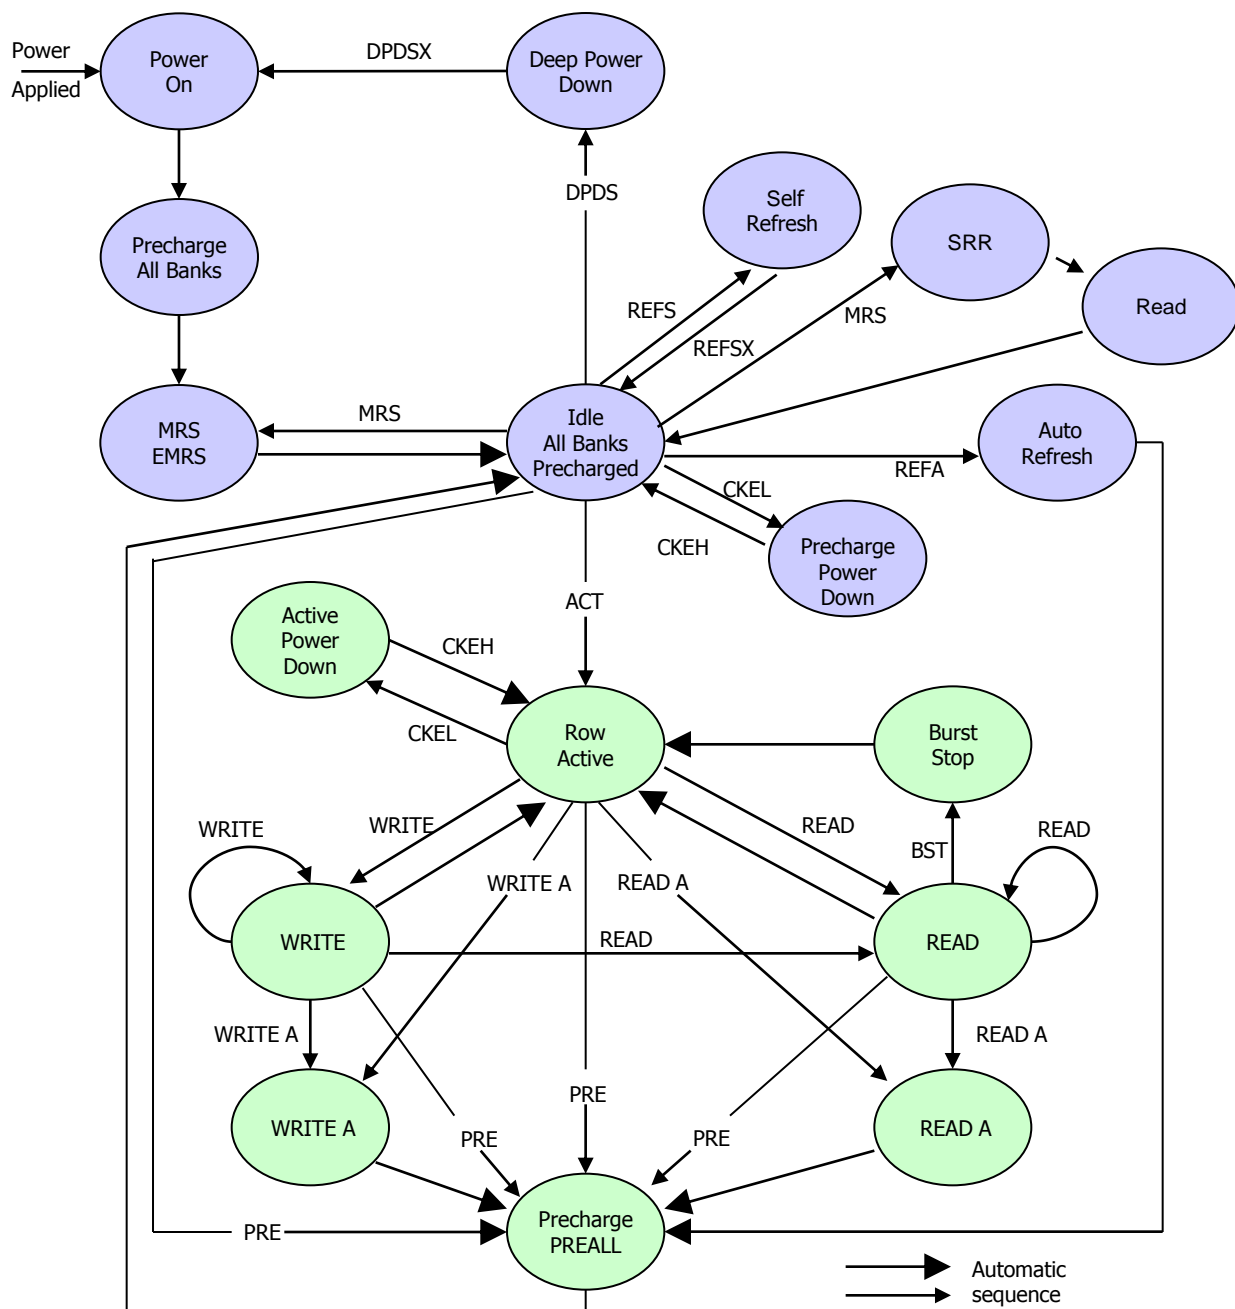 Power
Applied
Power
On
DPDSX
Deep Power
Down
DPDS
Self
Refresh
SRR
Read
Precharge
All Banks
REFS
REFSX
MRS
MRS
EMRS
MRS
Idle
All Banks
Precharged
Auto
Refresh
REFA
CKEL
CKEH
Precharge
Power
Down
ACT
Active
Power
Down
CKEH
CKEL
Row
Active
Burst
Stop
WRITE
WRITE
READ
BST
READ
WRITE A
READ A
WRITE
READ
READ
WRITE A
READ A
PRE
WRITE A
PRE
PRE
READ A
Precharge
PREALL
PRE
Automatic
sequence